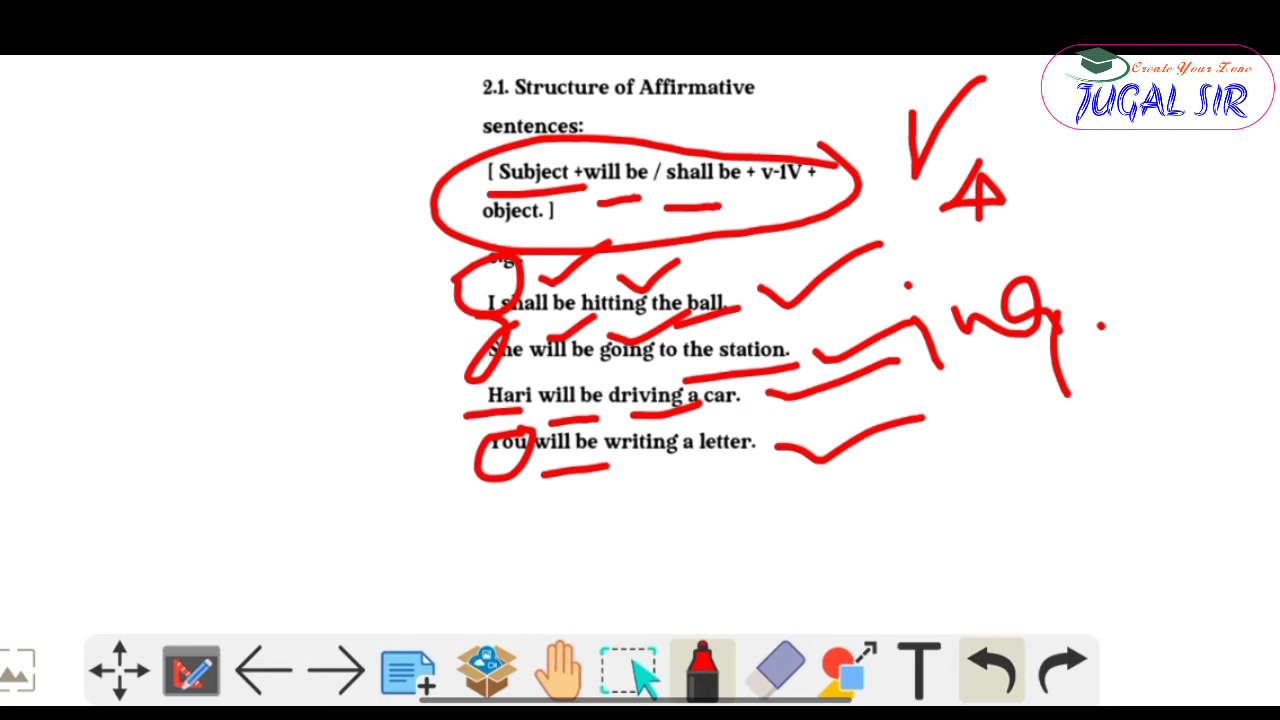 Create Your Zone
JUGAL SIR
2.1. Structure of Affirmative
sentences:
[ Subject +will be / shall be + v-1V +
object. ]
I shall be hitting the ball.
She will be going to the station.
Hari will be driving a car.
You will be writing a letter.